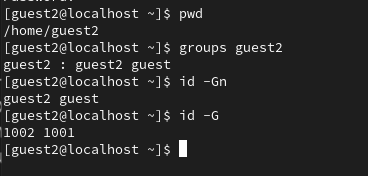 [guest2@localhost ~]$ pwd
/home/guest2
[guest2@localhost ~]$ groups guest2
guest2 : guest2 guest
[guest2@localhost ~]$ id -Gn
guest2 guest
[guest2@localhost ~]$ id -G
1002 1001
[guest2@localhost ~]$